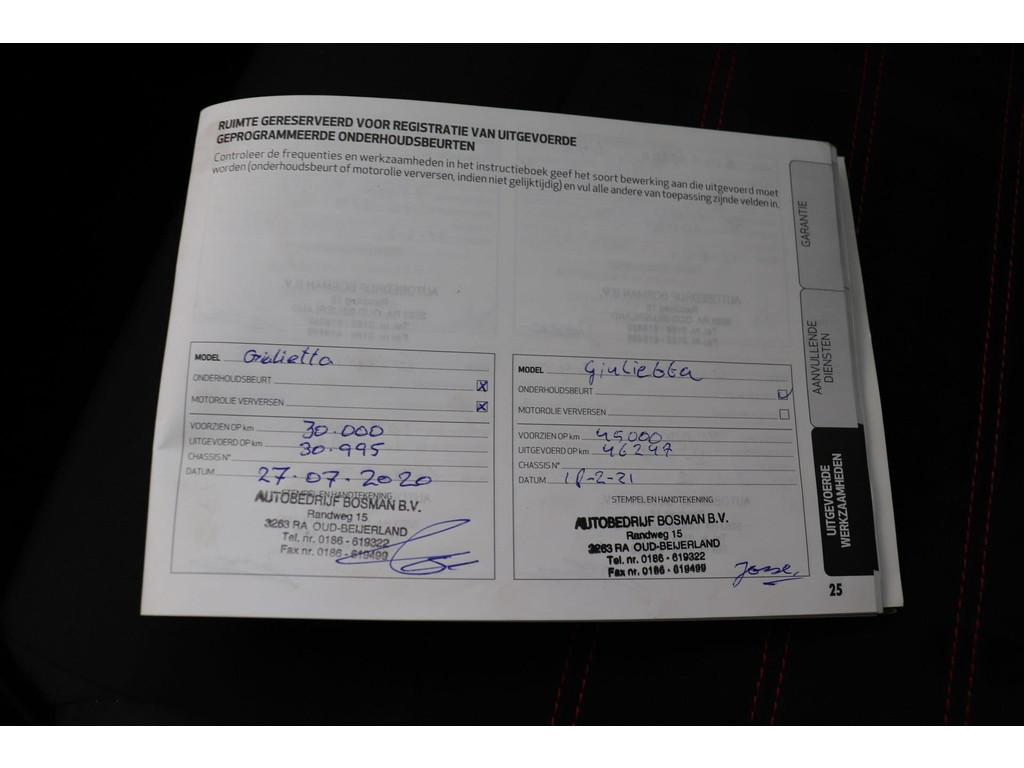 RUIMTE GERESERVEERD VOOR REGISTRATIE VAN UITGEVOERDE
GEPROGRAMMEERDE ONDERHOUDSBEURTEN
Controleer de frequenties en werkzaamheden in het instructieboek geef het soort bewerking aan die uitgevoerd moet
worden (onderhoudsbeurt of motorolie verversen, indien niet gelijktijdig) en vul alle andere van toepassing zijnde velden in.
MODEL Giulietta
ONDERHOUDSBEURT X
MOTOROLIE VERVERSEN X
VOORZIEN OP km 30.000
UITGEVOERD OP km 30.995
CHASSIS N°
DATUM 27.07.2020
STEMPEL EN HANDTEKENING
AUTOBEDRIJF BOSMAN B.V.
Randweg 15
3263 RA OUD-BEIJERLAND
Tel. nr. 0186 - 619322
Fax nr. 0186 - 619499
MODEL Giulietta
ONDERHOUDSBEURT
MOTOROLIE VERVERSEN
VOORZIEN OP km 45000
UITGEVOERD OP km 46247
CHASSIS N°
DATUM 18-2-21
STEMPEL EN HANDTEKENING
AUTOBEDRIJF BOSMAN B.V.
Randweg 15
3263 RA OUD-BEIJERLAND
Tel. nr. 0186 - 619322
Fax nr. 0186 - 619499
GARANTIE
AANVULLENDE
DIENSTEN
UITGEVOERDE
WERKZAAMHEDEN
25